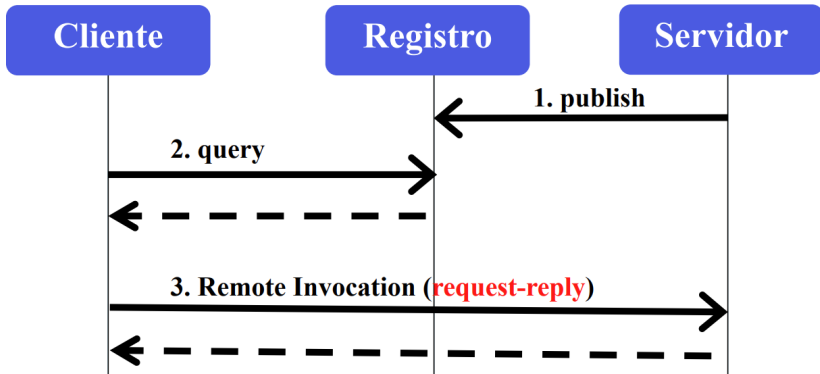 Cliente
Registro
Servidor
1. publish
2. query
3. Remote Invocation (request-reply)